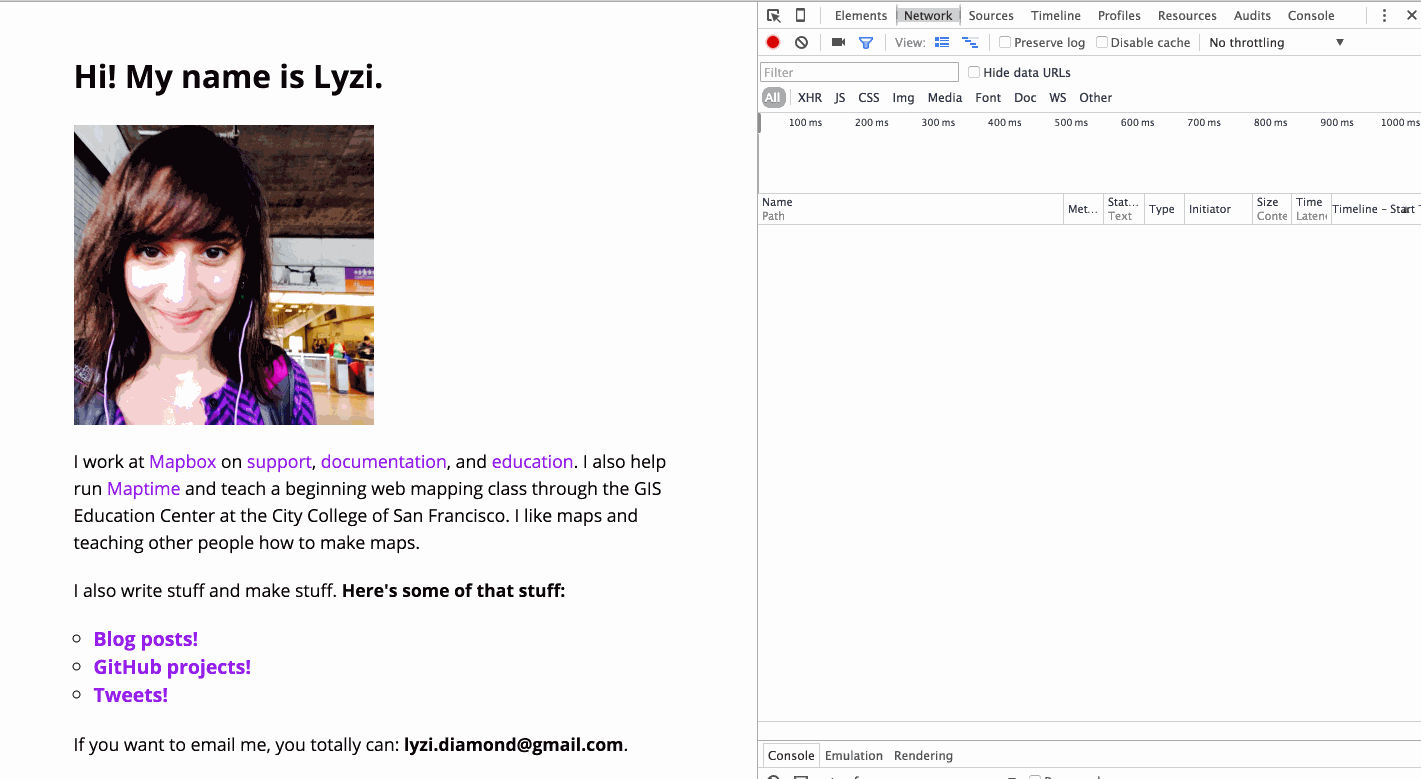 Hi! My name is Lyzi.
I work at Mapbox on support, documentation, and education. I also help
run Maptime and teach a beginning web mapping class through the GIS
Education Center at the City College of San Francisco. I like maps and
teaching other people how to make maps.
I also write stuff and make stuff. Here's some of that stuff:
Blog posts!
GitHub projects!
Tweets!
If you want to email me, you totally can: lyzi.diamond@gmail.com.
Elements Network Sources Timeline Profiles Resources Audits Console
View: Preserve log Disable cache No throttling
Filter Hide data URLs
All XHR JS CSS Img Media Font Doc WS Other
100 ms 200 ms 300 ms 400 ms 500 ms 600 ms 700 ms 800 ms 900 ms 1000 ms
Name Met... Stat... Type Initiator Size Time Timeline – Start T
Path Text Conte Laten
Console Emulation Rendering